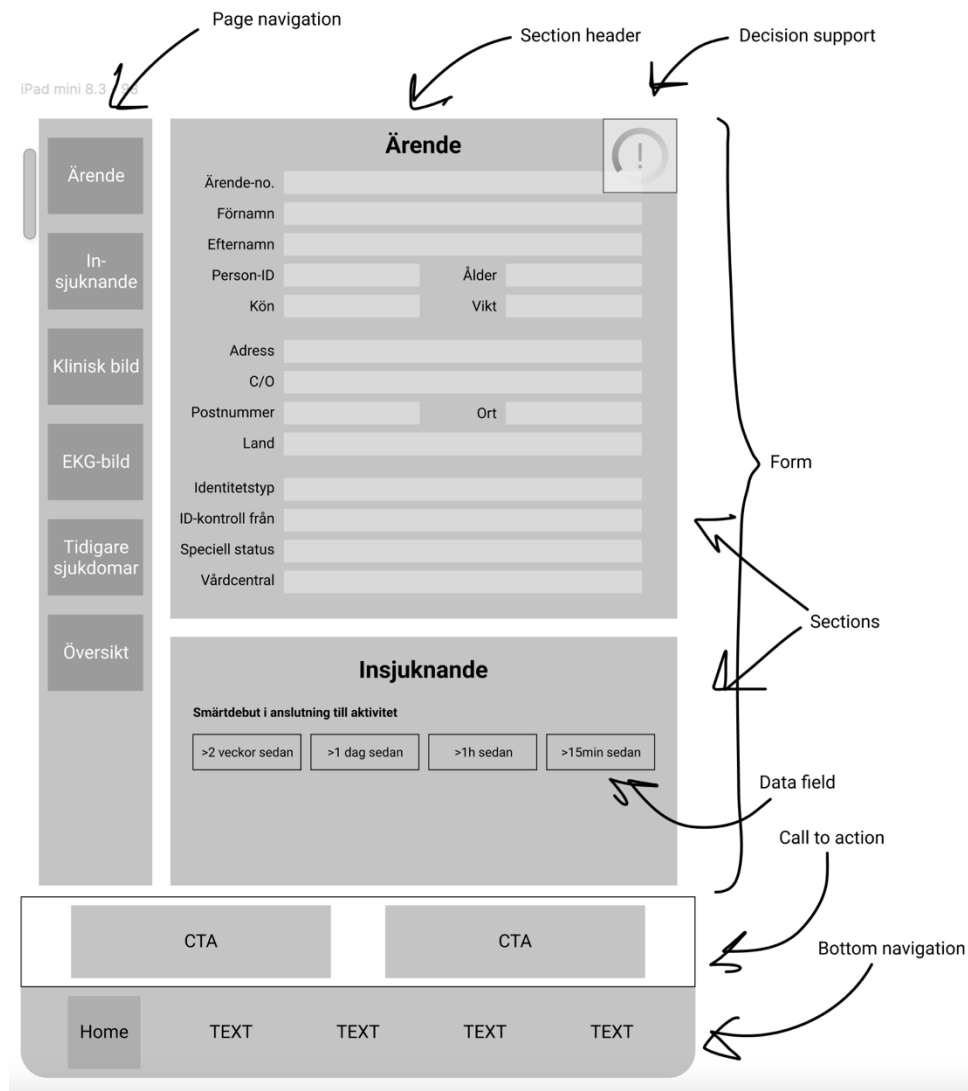 Page navigation
Section header
Decision support
iPad mini 8.3 - 98
Ärende
In-
sjuknande
Klinisk bild
EKG-bild
Tidigare
sjukdomar
Översikt
Ärende
!
Ärende-no.
Förnamn
Efternamn
Person-ID Ålder
Kön Vikt
Adress
C/O
Postnummer Ort
Land
Identitetstyp
ID-kontroll från
Speciell status
Vårdcentral
Form
Sections
Insjuknande
Smärtdebut i anslutning till aktivitet
>2 veckor sedan >1 dag sedan >1h sedan >15min sedan
Data field
Call to action
CTA CTA
Bottom navigation
Home TEXT TEXT TEXT TEXT